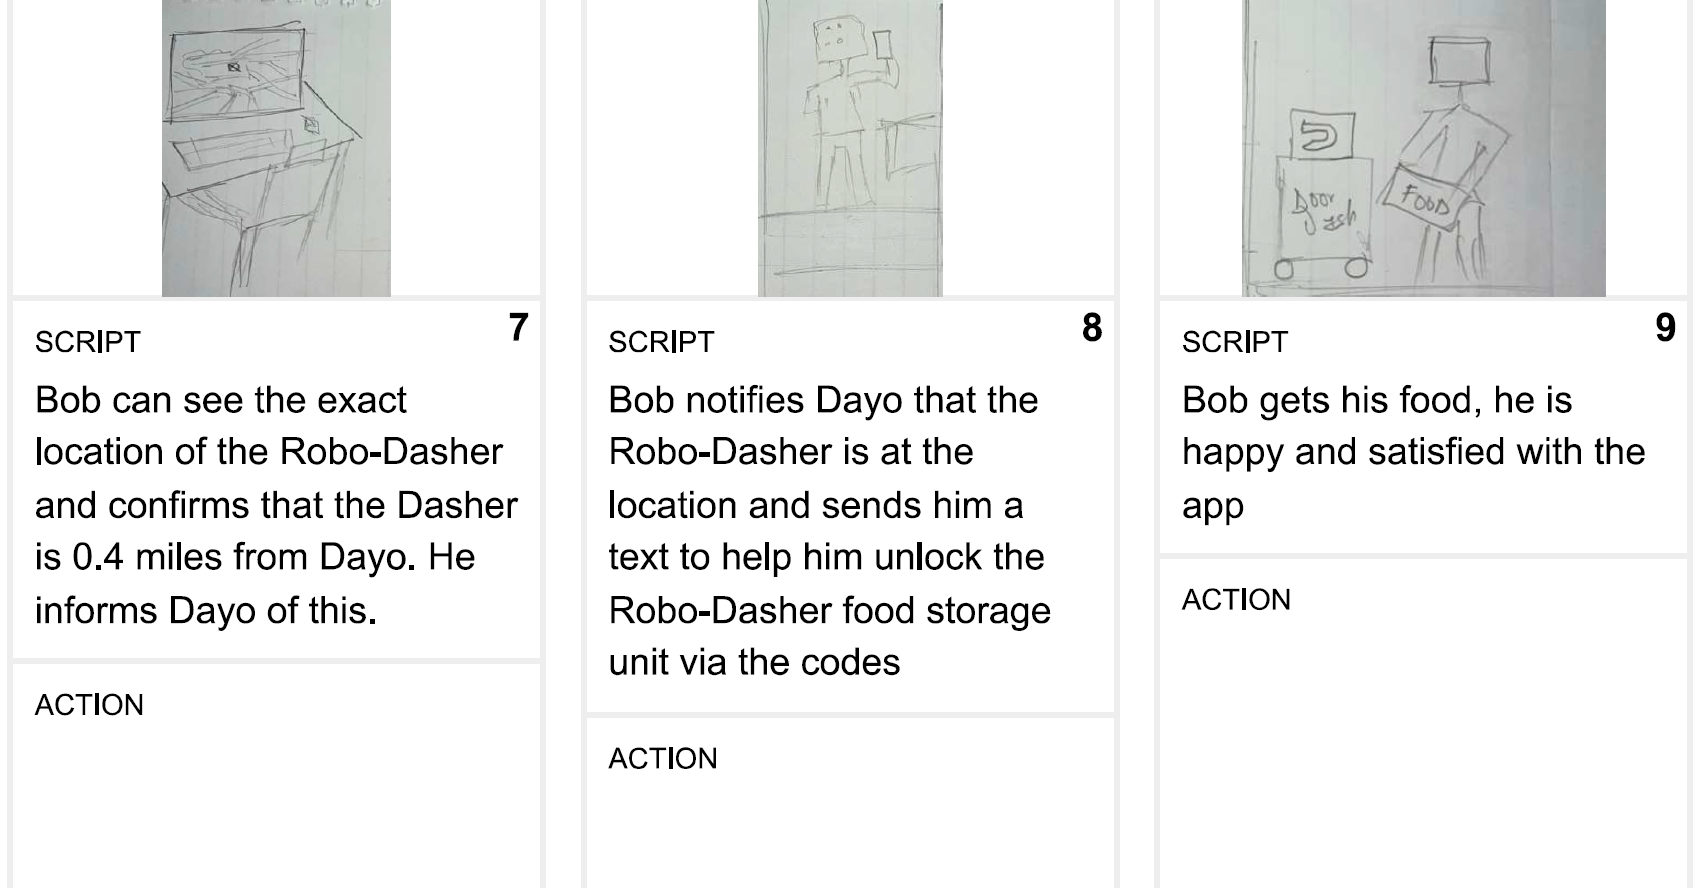 Door
Dash
FOOD
7
SCRIPT
Bob can see the exact
location of the Robo-Dasher
and confirms that the Dasher
is 0.4 miles from Dayo. He
informs Dayo of this.
ACTION
8
SCRIPT
Bob notifies Dayo that the
Robo-Dasher is at the
location and sends him a
text to help him unlock the
Robo-Dasher food storage
unit via the codes
ACTION
9
SCRIPT
Bob gets his food, he is
happy and satisfied with the
app
ACTION